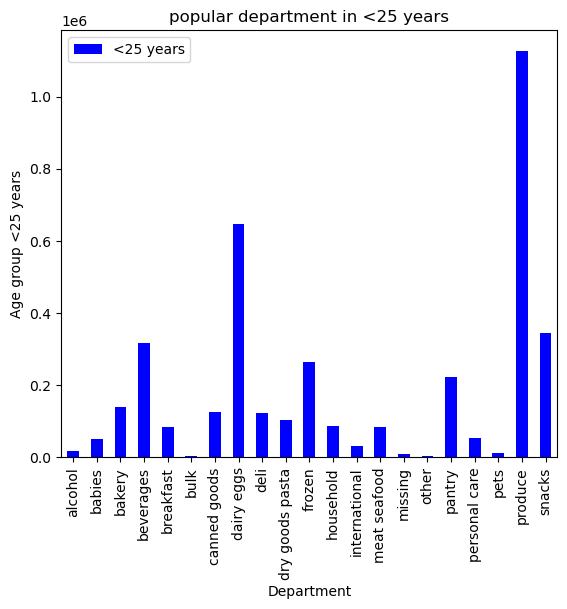 popular department in <25 years
1e6
<25 years
1.0
0.8
0.6
0.4
0.2
0.0
Age group <25 years
alcohol
babies
bakery
beverages
breakfast
bulk
canned goods
dairy eggs
deli
dry goods pasta
frozen
household
international
meat seafood
missing
other
pantry
personal care
pets
produce
snacks
Department